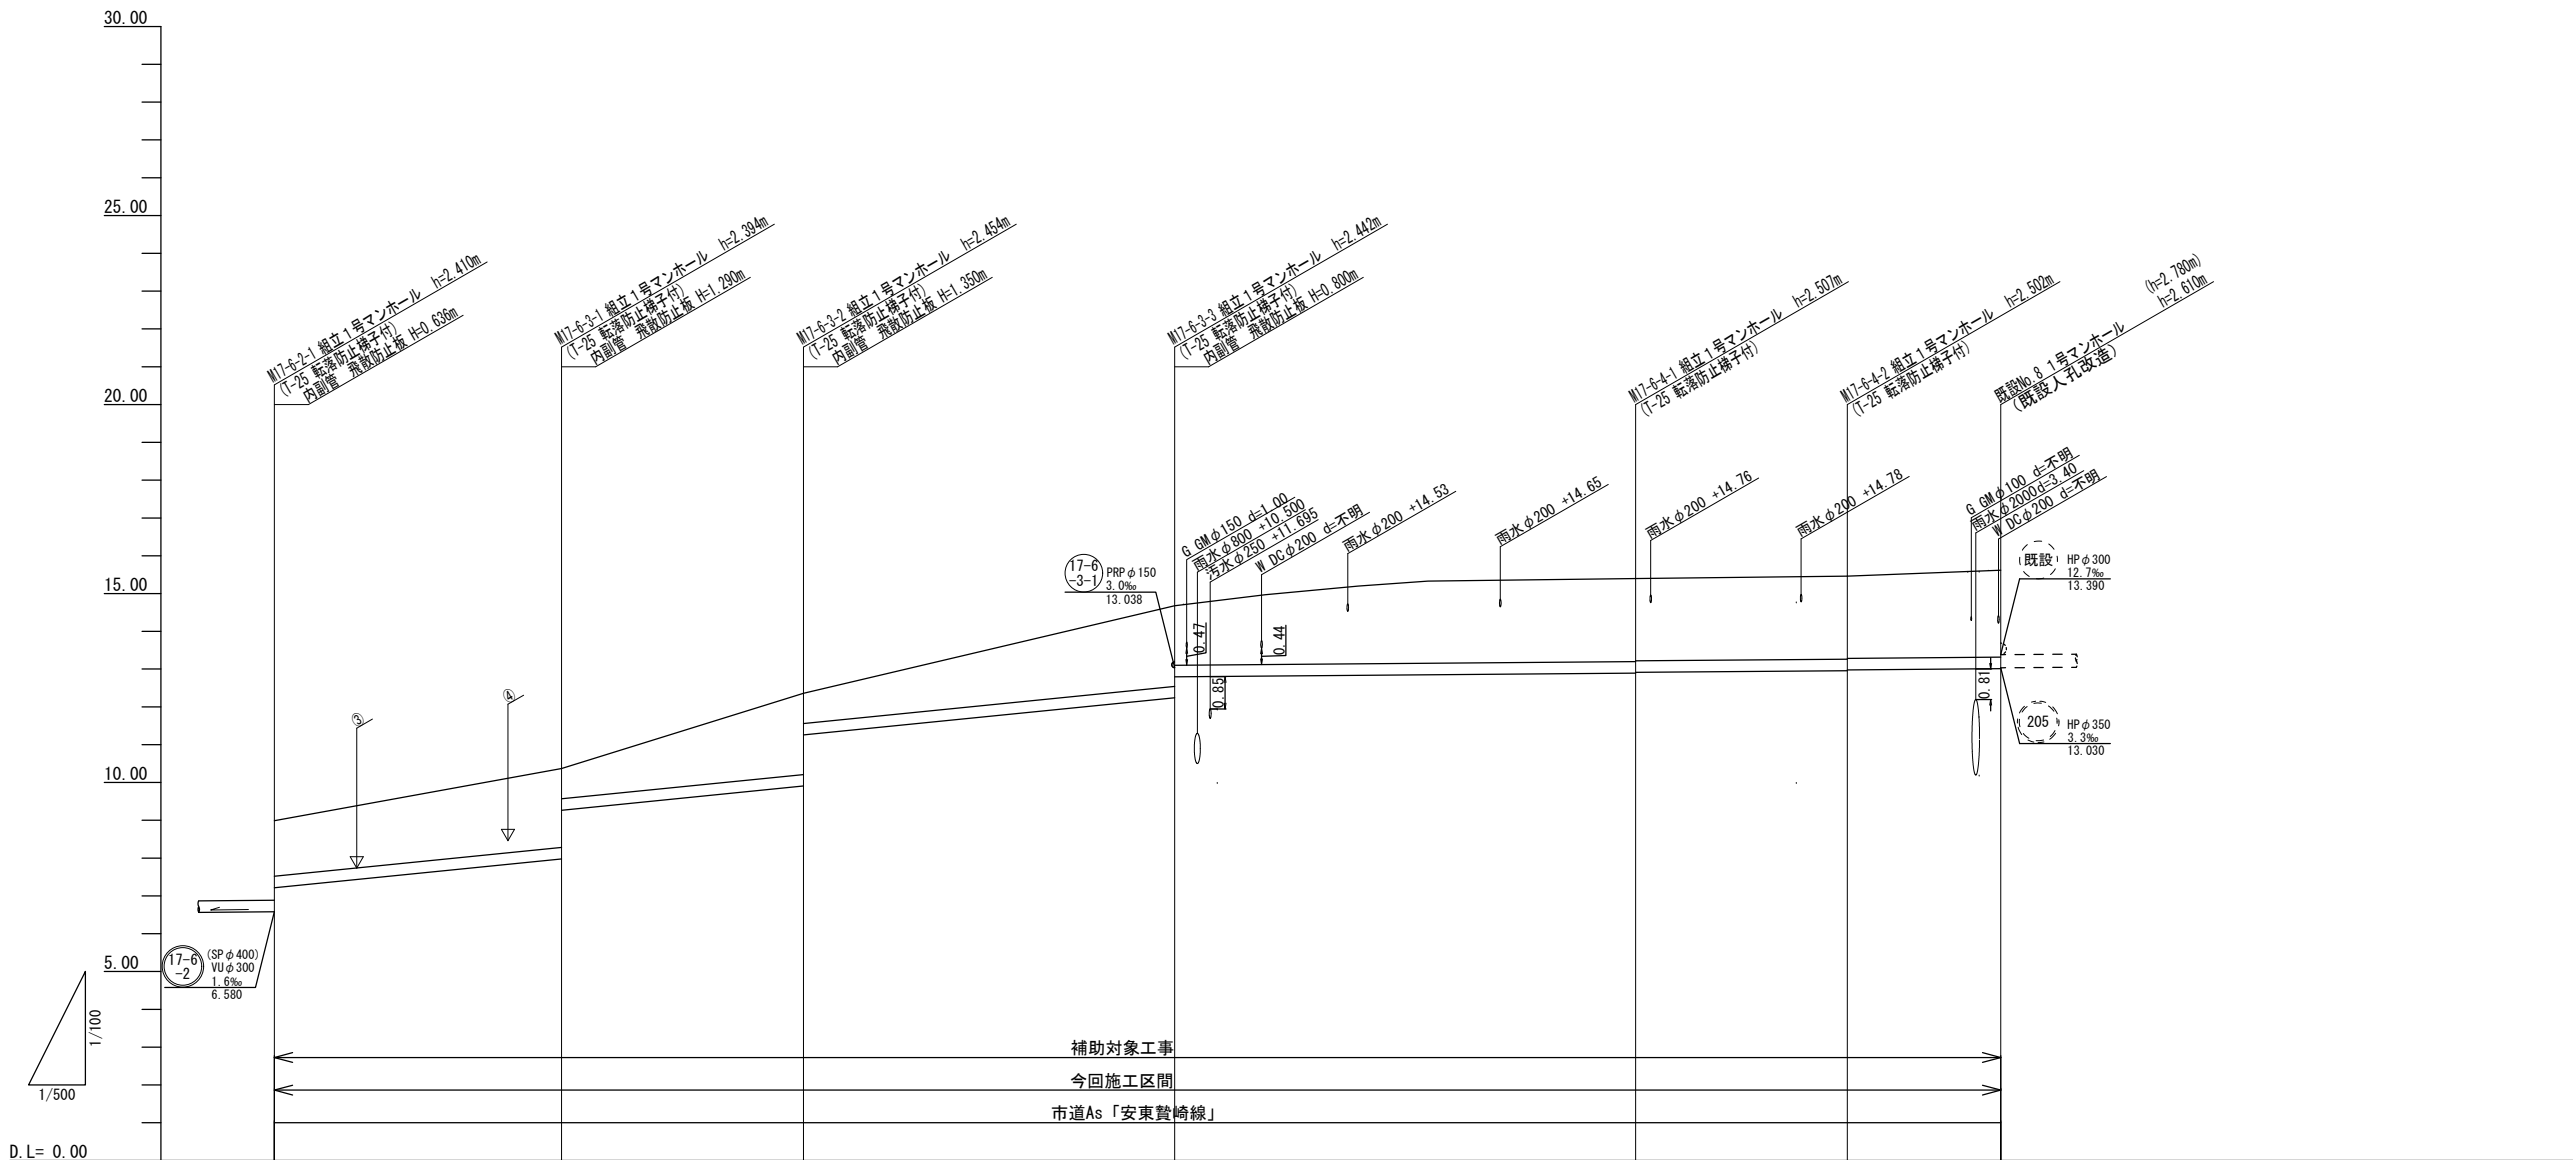 30.00
25.00
20.00
15.00
10.00
5.00
D.L= 0.00
1/100
1/500
M17-6-2-1 組立1号マンホール h=2.410m
(T-25 転落防止梯子付)
内副管 飛散防止板 H=0.636m
M17-6-3-1 組立1号マンホール h=2.394m
(T-25 転落防止梯子付)
内副管 飛散防止板 H=1.290m
M17-6-3-2 組立1号マンホール h=2.454m
(T-25 転落防止梯子付)
内副管 飛散防止板 H=1.350m
M17-6-3-3 組立1号マンホール h=2.442m
(T-25 転落防止梯子付)
内副管 飛散防止板 H=0.800m
M17-6-4-1 組立1号マンホール h=2.507m
(T-25 転落防止梯子付)
M17-6-4-2 組立1号マンホール h=2.502m
(T-25 転落防止梯子付)
(h=2.780m)
既設No.8 1号マンホール h=2.610m
(既設人孔改造)
③
④
17-6
-3-1
PRPφ150
3.0‰
13.038
G GMφ150 d=1.00
雨水φ800 +10.500
汚水φ250 +11.695
W DCφ200 d=不明
雨水φ200 +14.53
雨水φ200 +14.65
雨水φ200 +14.76
雨水φ200 +14.78
G GMφ100 d=不明
雨水φ2000d=3.40
W DCφ200 d=不明
0.47
0.44
0.85
0.81
既設
HPφ300
12.7‰
13.390
205
HPφ350
3.3‰
13.030
17-6
-2
(SPφ400)
VUφ300
1.6‰
6.580
補助対象工事
今回施工区間
市道As「安東贄崎線」